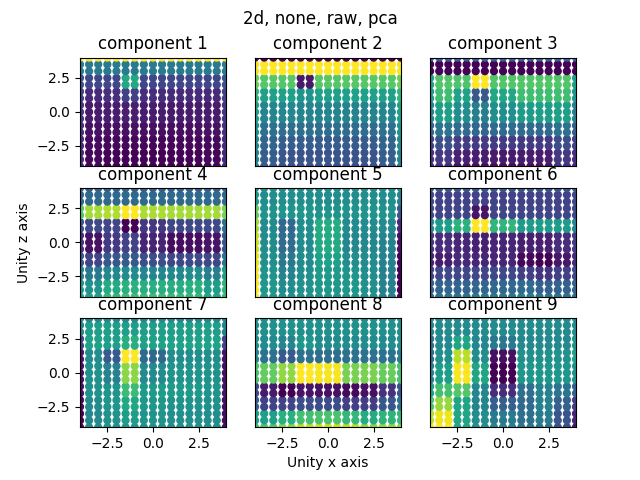 2d, none, raw, pca
component 1 component 2 component 3
2.5
0.0
−2.5
component 4 component 5 component 6
2.5
0.0
−2.5
Unity z axis
component 7 component 8 component 9
2.5
0.0
−2.5
−2.5 0.0 2.5 −2.5 0.0 2.5 −2.5 0.0 2.5
Unity x axis